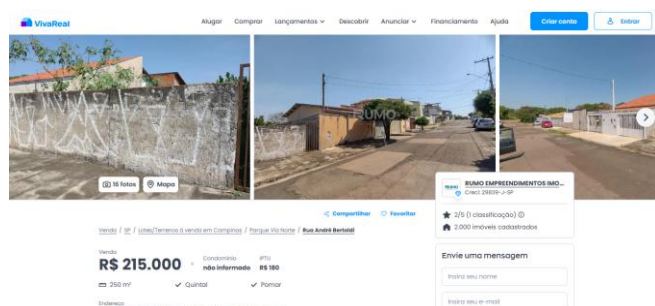 VivaReal
Alugar Comprar Lançamentos Descobrir Anunciar Financiamento Ajuda Criar conta Entrar
RUMO
16 fotos Mapa
RUMO EMPREENDIMENTOS IMO...
Creci: 29839-J-SP
Compartilhar Favoritar
2/5 (1 classificação)
2.000 imóveis cadastrados
Venda / SP / Lotes/Terrenos à venda em Campinas / Parque Via Norte / Rua André Bertoldi
Venda
R$ 215.000
Condomínio
não informado
IPTU
R$ 180
250 m² Quintal Pomar
Endereço
Envie uma mensagem
Insira seu nome
Insira seu e-mail